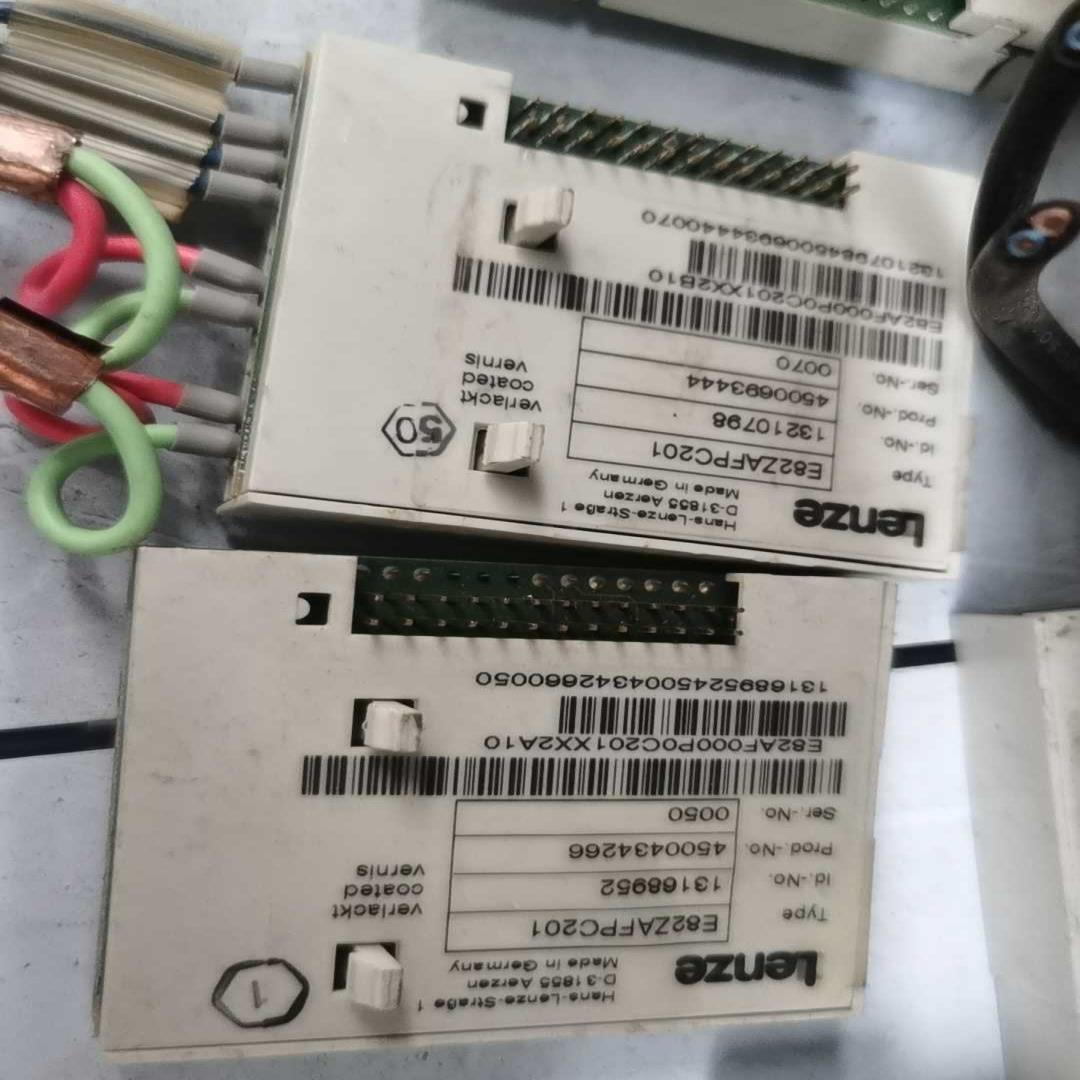 Lenze
Hans-Lenze-Straße 1
D-31855 Aerzen
Made in Germany
Type E82ZAFPC201
Id.-No. 13210798
Prod.-No. 4500693444
Ser.-No. 0070
verlackt
coated
vernis
50
E82AF000P0C201XX2B10
1321079845006934440070
Lenze
Hans-Lenze-Straße 1
D-31855 Aerzen
Made in Germany
Type E82ZAFPC201
Id.-No. 13168952
Prod.-No. 4500434266
Ser.-No. 0050
verlackt
coated
vernis
1
E82AF000P0C201XX2A10
1316895245004342660050